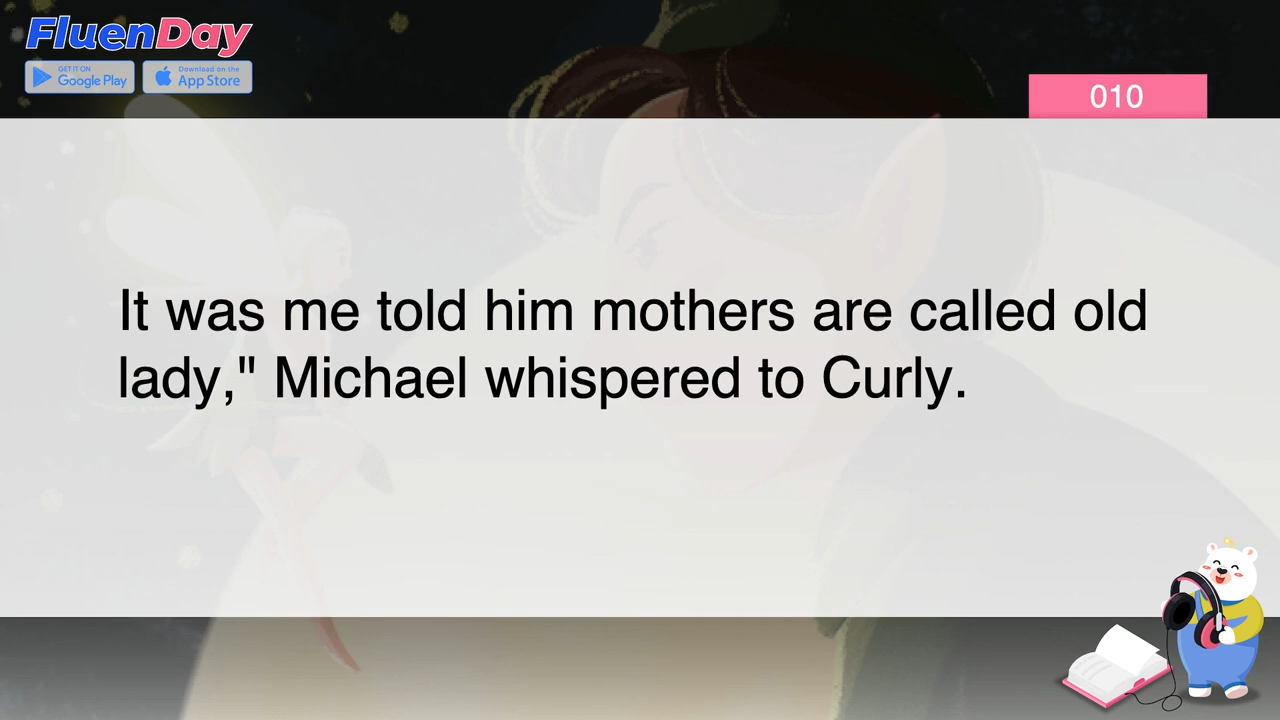 FluenDay
GET IT ON
Google Play
Download on the
App Store
010
It was me told him mothers are called old
lady," Michael whispered to Curly.